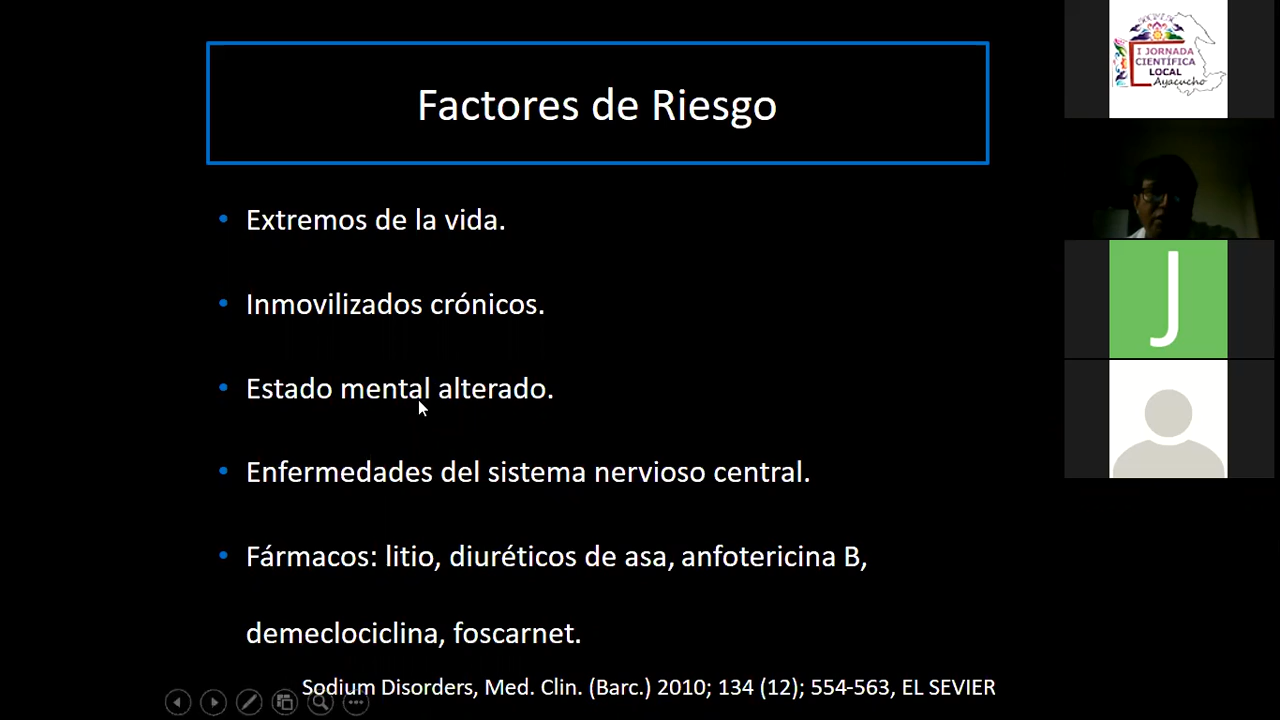 Factores de Riesgo
• Extremos de la vida.
• Inmovilizados crónicos.
• Estado mental alterado.
• Enfermedades del sistema nervioso central.
• Fármacos: litio, diuréticos de asa, anfotericina B,
demeclociclina, foscarnet.
Sodium Disorders, Med. Clin. (Barc.) 2010; 134 (12); 554-563, EL SEVIER
I JORNADA
CIENTÍFICA
LOCAL
Ayacucho
J